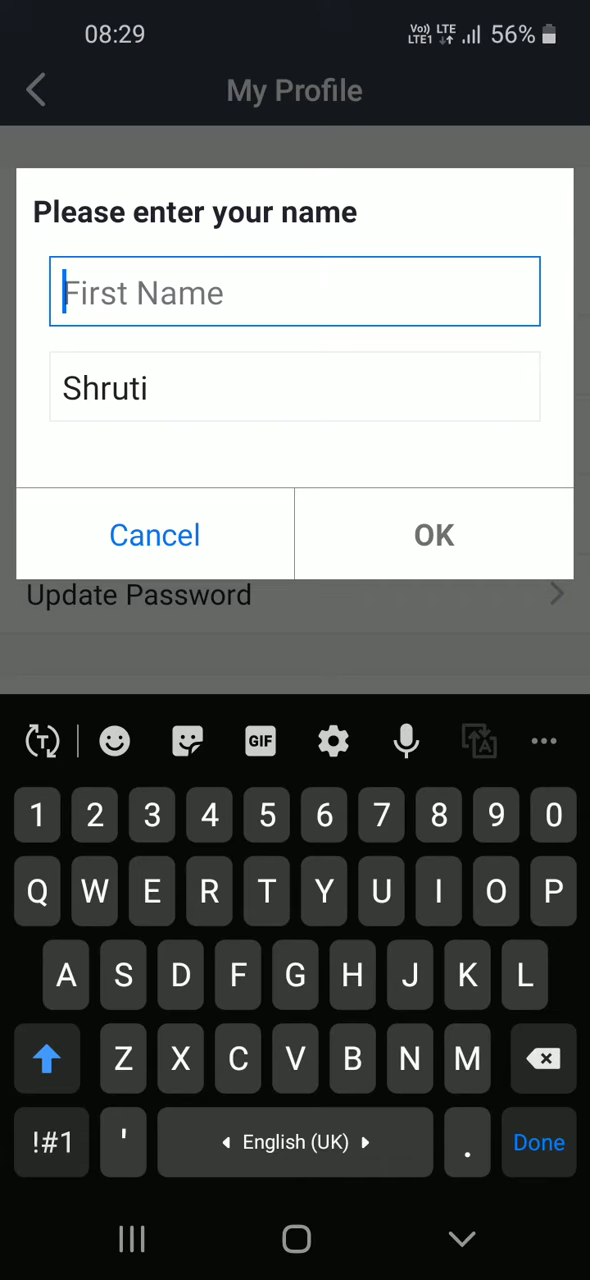 08:29 Vo) LTE LTE1 56%
My Profile
Please enter your name
First Name
Shruti
Cancel OK
Update Password
T GIF A
1 2 3 4 5 6 7 8 9 0
Q W E R T Y U I O P
A S D F G H J K L
Z X C V B N M
!#1 ' English (UK) . Done